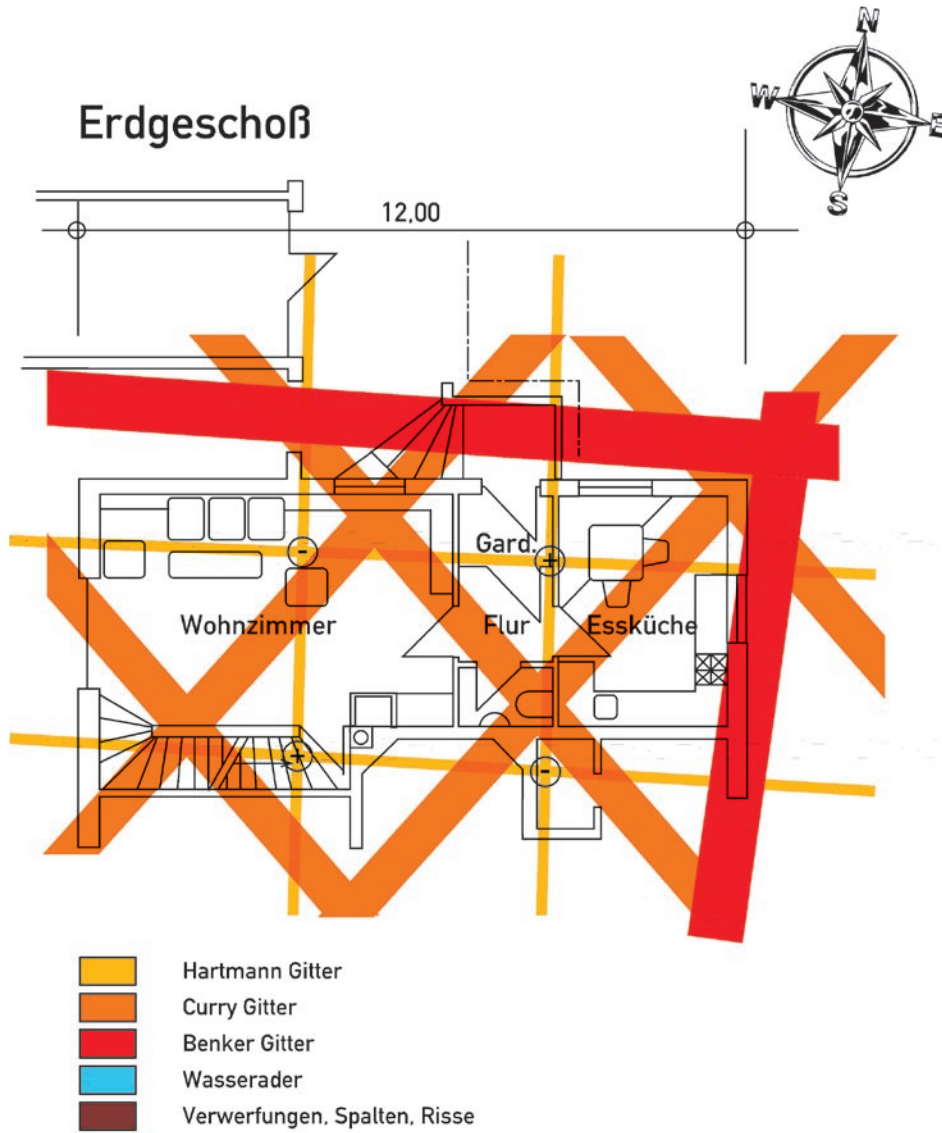 N
W
E
S
Erdgeschoß
12,00
-
+
Gard.
Wohnzimmer
Flur
Essküche
+
-
Hartmann Gitter
Curry Gitter
Benker Gitter
Wasserader
Verwerfungen, Spalten, Risse